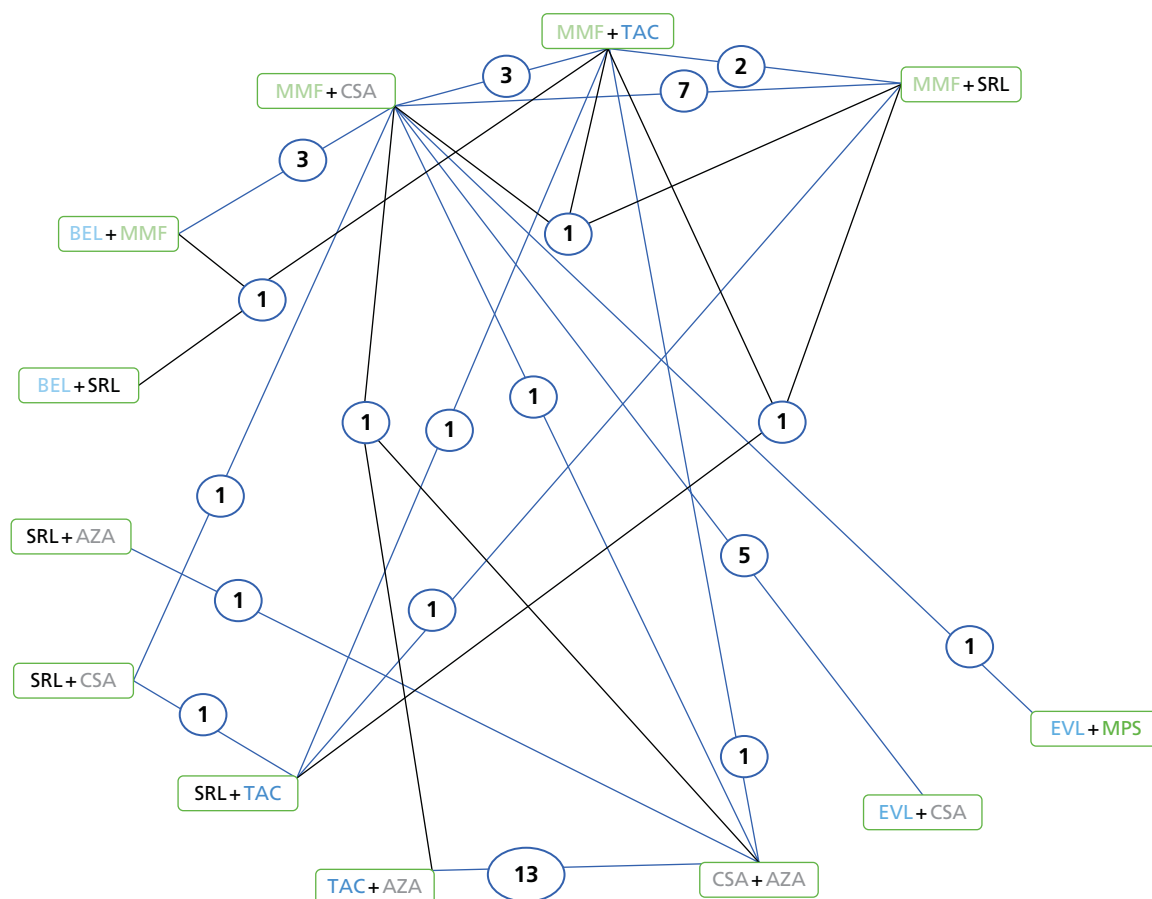 MMF+TAC
3
2
MMF+CSA
7
MMF+SRL
3
BEL+MMF
1
1
BEL+SRL
1
1
1
1
1
SRL+AZA
5
1
1
1
SRL+CSA
1
1
EVL+MPS
SRL+TAC
1
EVL+CSA
TAC+AZA
13
CSA+AZA